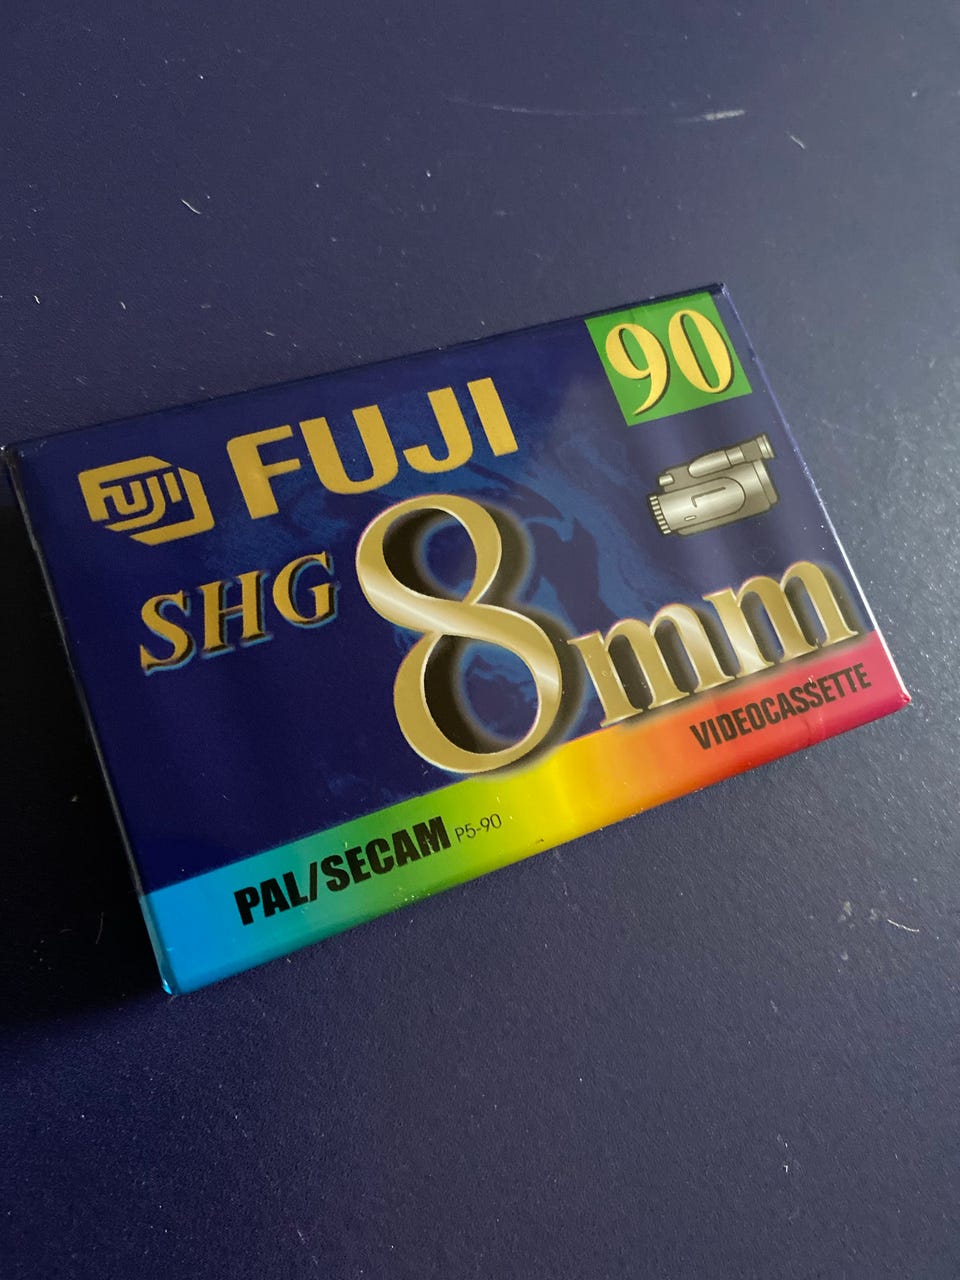 90
FUJI FUJI
SHG 8mm
VIDEOCASSETTE
PAL/SECAM P5-90